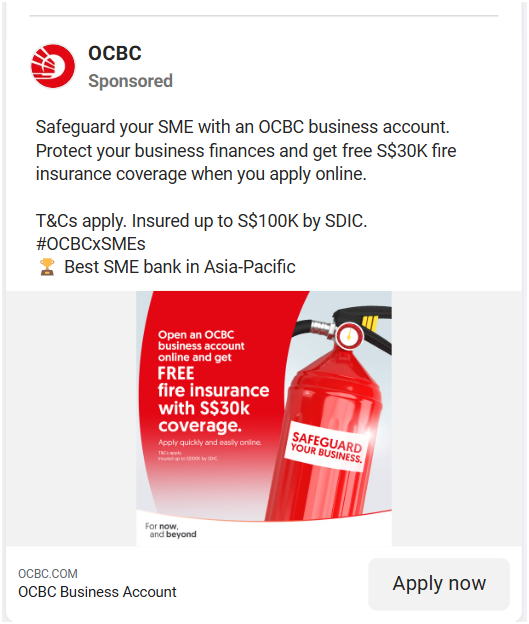 OCBC
Sponsored
Safeguard your SME with an OCBC business account.
Protect your business finances and get free S$30K fire
insurance coverage when you apply online.
T&Cs apply. Insured up to S$100K by SDIC.
#OCBCxSMEs
🏆 Best SME bank in Asia-Pacific
Open an OCBC
business account
online and get
FREE
fire insurance
with S$30k
coverage.
Apply quickly and easily online.
T&Cs apply.
Insured up to S$100K by SDIC.
SAFEGUARD
YOUR BUSINESS.
For now,
and beyond
OCBC.COM
OCBC Business Account
Apply now